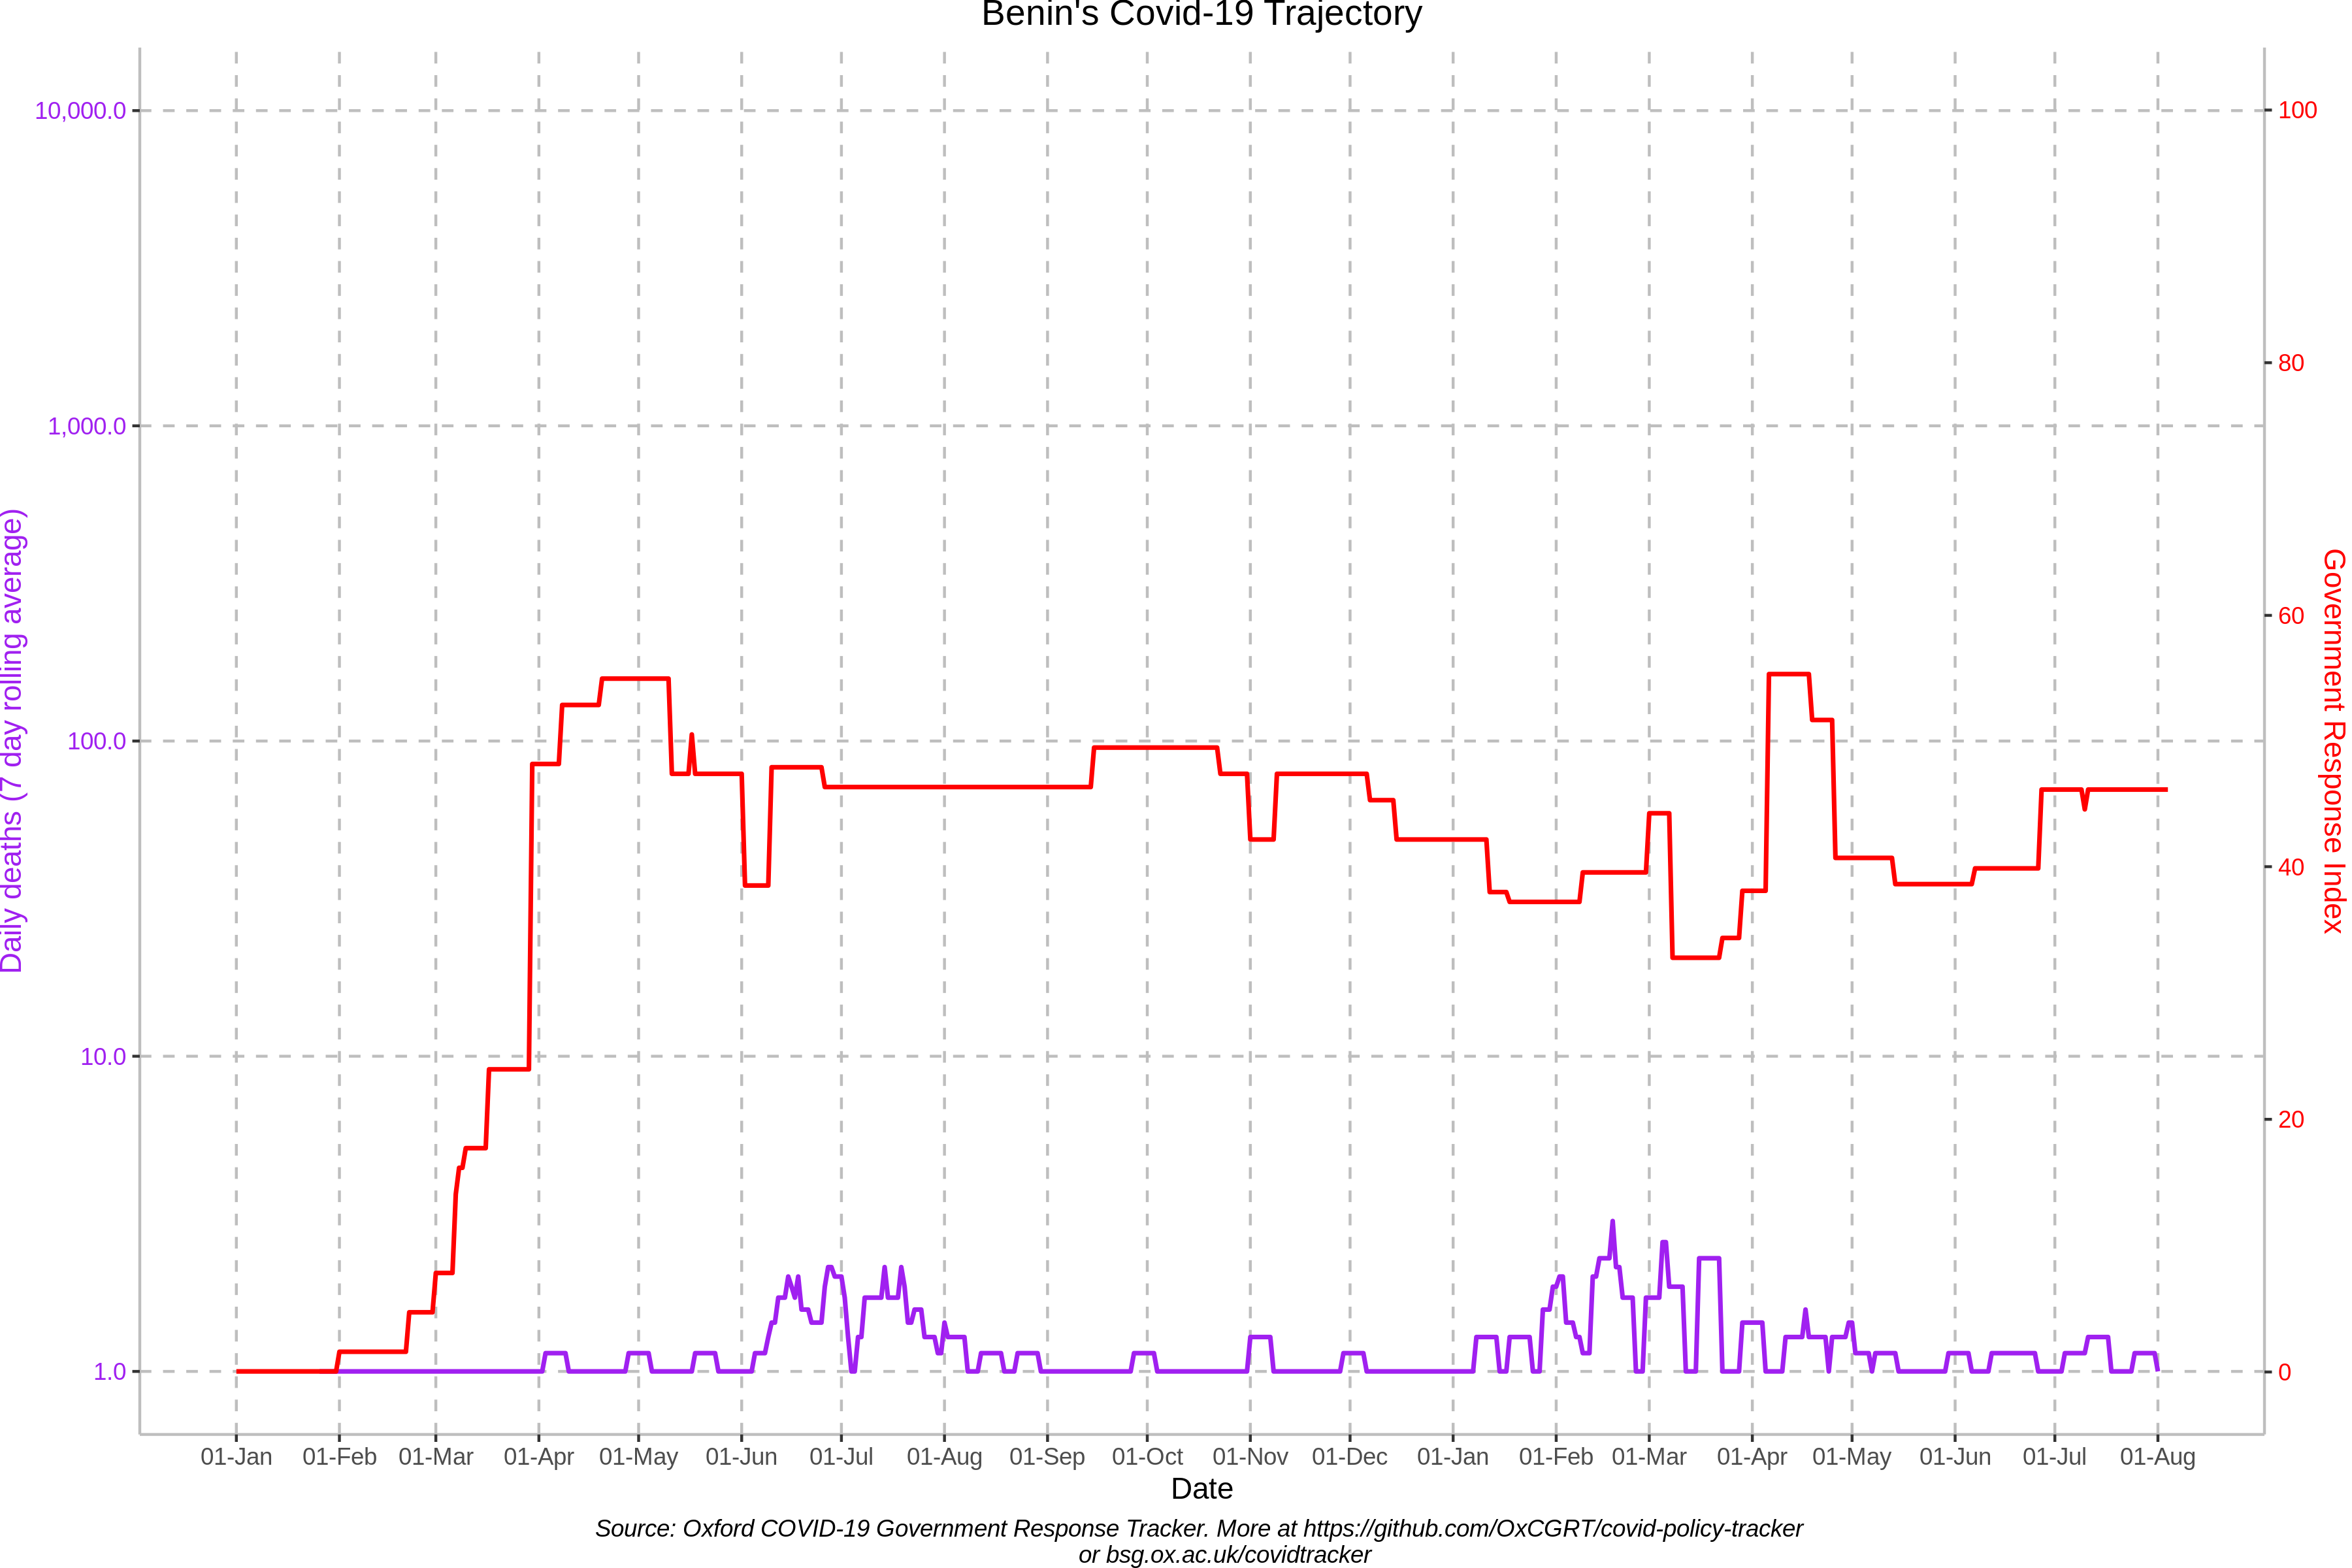 Benin's Covid-19 Trajectory
10,000.0
1,000.0
100.0
10.0
1.0
Daily deaths (7 day rolling average)
100
80
60
40
20
0
Government Response Index
01-Jan 01-Feb 01-Mar 01-Apr 01-May 01-Jun 01-Jul 01-Aug 01-Sep 01-Oct 01-Nov 01-Dec 01-Jan 01-Feb 01-Mar 01-Apr 01-May 01-Jun 01-Jul 01-Aug
Date
Source: Oxford COVID-19 Government Response Tracker. More at https://github.com/OxCGRT/covid-policy-tracker
or bsg.ox.ac.uk/covidtracker